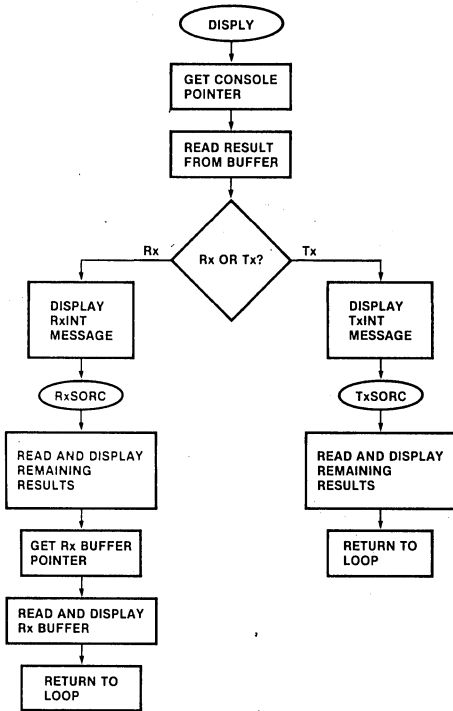 DISPLY
GET CONSOLE
POINTER
READ RESULT
FROM BUFFER
Rx OR Tx?
Rx
Tx
DISPLAY
RxINT
MESSAGE
RxSORC
READ AND DISPLAY
REMAINING
RESULTS
GET Rx BUFFER
POINTER
READ AND DISPLAY
Rx BUFFER
RETURN TO
LOOP
DISPLAY
TxINT
MESSAGE
TxSORC
READ AND DISPLAY
REMAINING
RESULTS
RETURN TO
LOOP